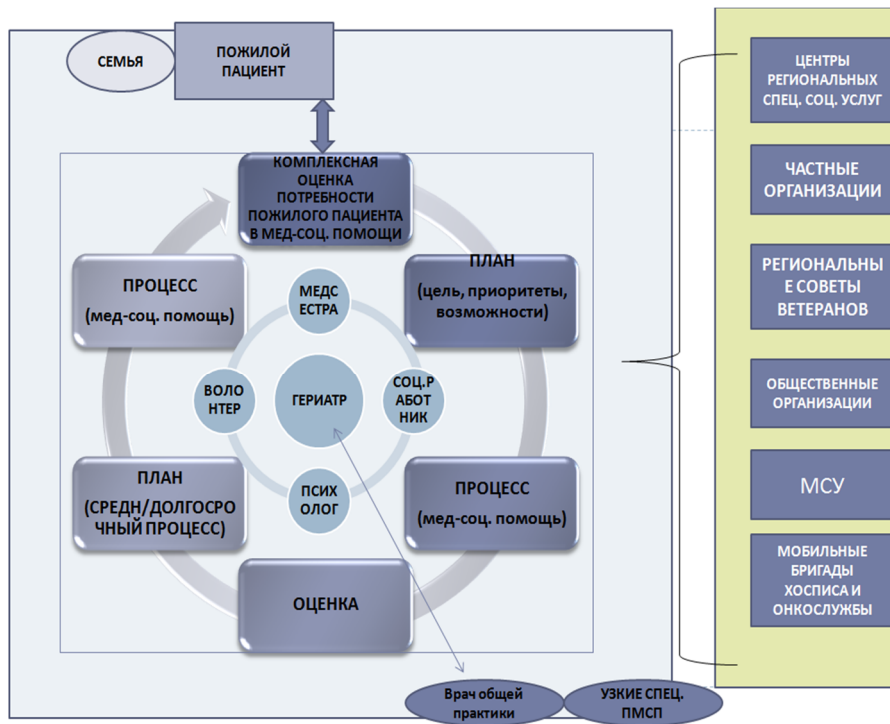 СЕМЬЯ
ПОЖИЛОЙ
ПАЦИЕНТ
КОМПЛЕКСНАЯ
ОЦЕНКА
ПОТРЕБНОСТИ
ПОЖИЛОГО ПАЦИЕНТА
В МЕД-СОЦ. ПОМОЩИ
ПЛАН
(цель, приоритеты,
возможности)
ПРОЦЕСС
(мед-соц. помощь)
ОЦЕНКА
ПЛАН
(СРЕДН/ДОЛГОСРО
ЧНЫЙ ПРОЦЕСС)
ПРОЦЕСС
(мед-соц. помощь)
МЕДС
ЕСТРА
СОЦ.Р
АБОТ
НИК
ПСИХ
ОЛОГ
ВОЛО
НТЕР
ГЕРИАТР
Врач общей
практики
УЗКИЕ СПЕЦ.
ПМСП
ЦЕНТРЫ
РЕГИОНАЛЬНЫХ
СПЕЦ. СОЦ. УСЛУГ
ЧАСТНЫЕ
ОРГАНИЗАЦИИ
РЕГИОНАЛЬНЫ
Е СОВЕТЫ
ВЕТЕРАНОВ
ОБЩЕСТВЕННЫЕ
ОРГАНИЗАЦИИ
МСУ
МОБИЛЬНЫЕ
БРИГАДЫ
ХОСПИСА И
ОНКОСЛУЖБЫ